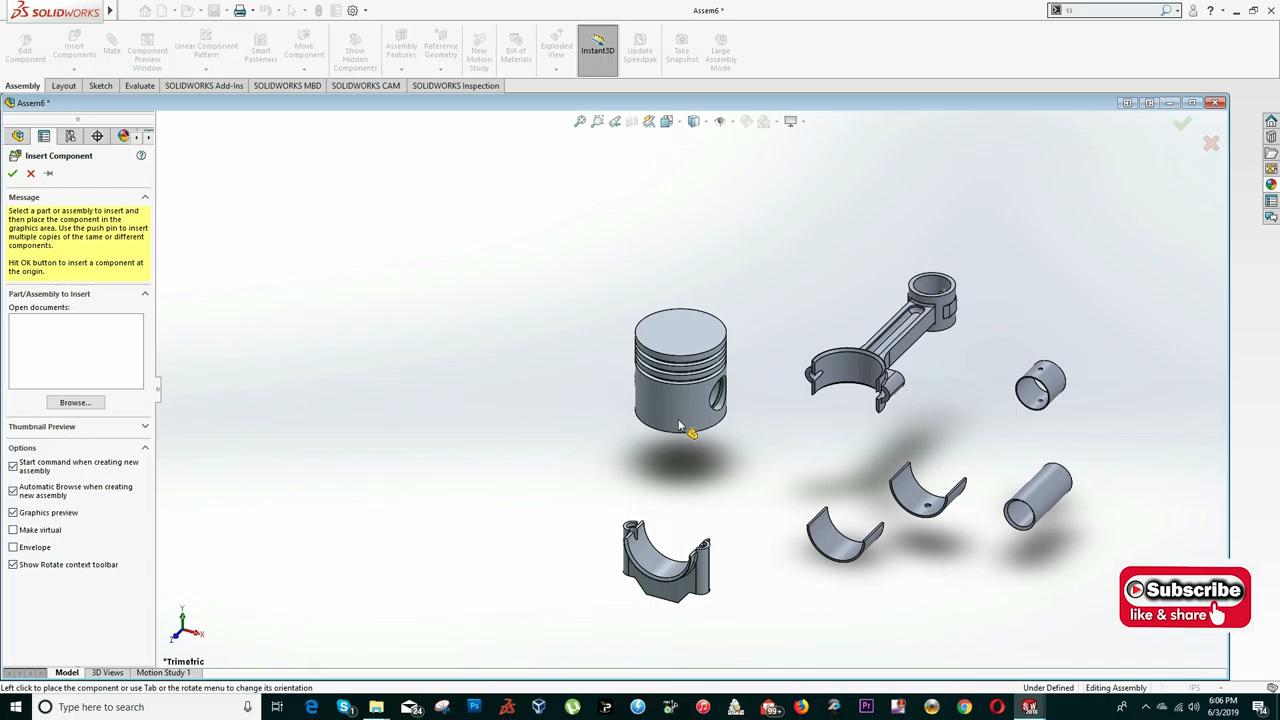 SOLIDWORKS
Assem6 *
ss
Edit Component
Insert Components
Mate
Component Preview Window
Linear Component Pattern
Smart Fasteners
Move Component
Show Hidden Components
Assembly Features
Reference Geometry
New Motion Study
Bill of Materials
Exploded View
Instant3D
Update Speedpak
Take Snapshot
Large Assembly Mode
Assembly
Layout
Sketch
Evaluate
SOLIDWORKS Add-Ins
SOLIDWORKS MBD
SOLIDWORKS CAM
SOLIDWORKS Inspection
Assem6 *
Insert Component
Message
Select a part or assembly to insert and
then place the component in the
graphics area. Use the push pin to insert
multiple copies of the same or different
components.
Hit OK button to insert a component at
the origin.
Part/Assembly to Insert
Open documents:
Browse...
Thumbnail Preview
Options
Start command when creating new
assembly
Automatic Browse when creating
new assembly
Graphics preview
Make virtual
Envelope
Show Rotate context toolbar
Y
X
Z
*Trimetric
Subscribe
like & share
Model
3D Views
Motion Study 1
Left click to place the component or use Tab or the rotate menu to change its orientation
Under Defined
Editing Assembly
IPS
Type here to search
6:06 PM
6/3/2019